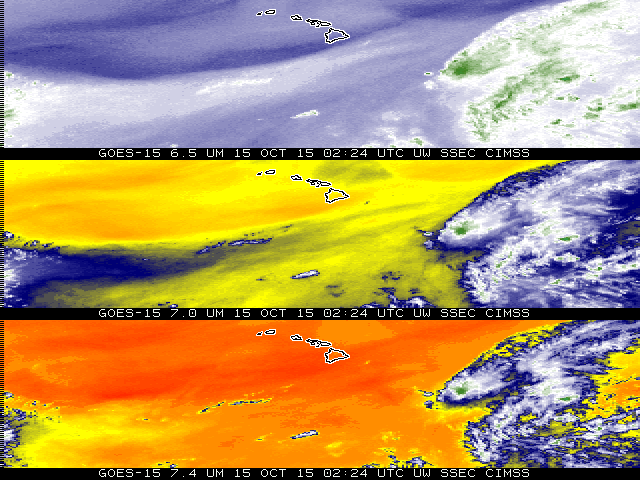 GOES-15 6.5 UM 15 OCT 15 02:24 UTC UW SSEC CIMSS
GOES-15 7.0 UM 15 OCT 15 02:24 UTC UW SSEC CIMSS
GOES-15 7.4 UM 15 OCT 15 02:24 UTC UW SSEC CIMSS